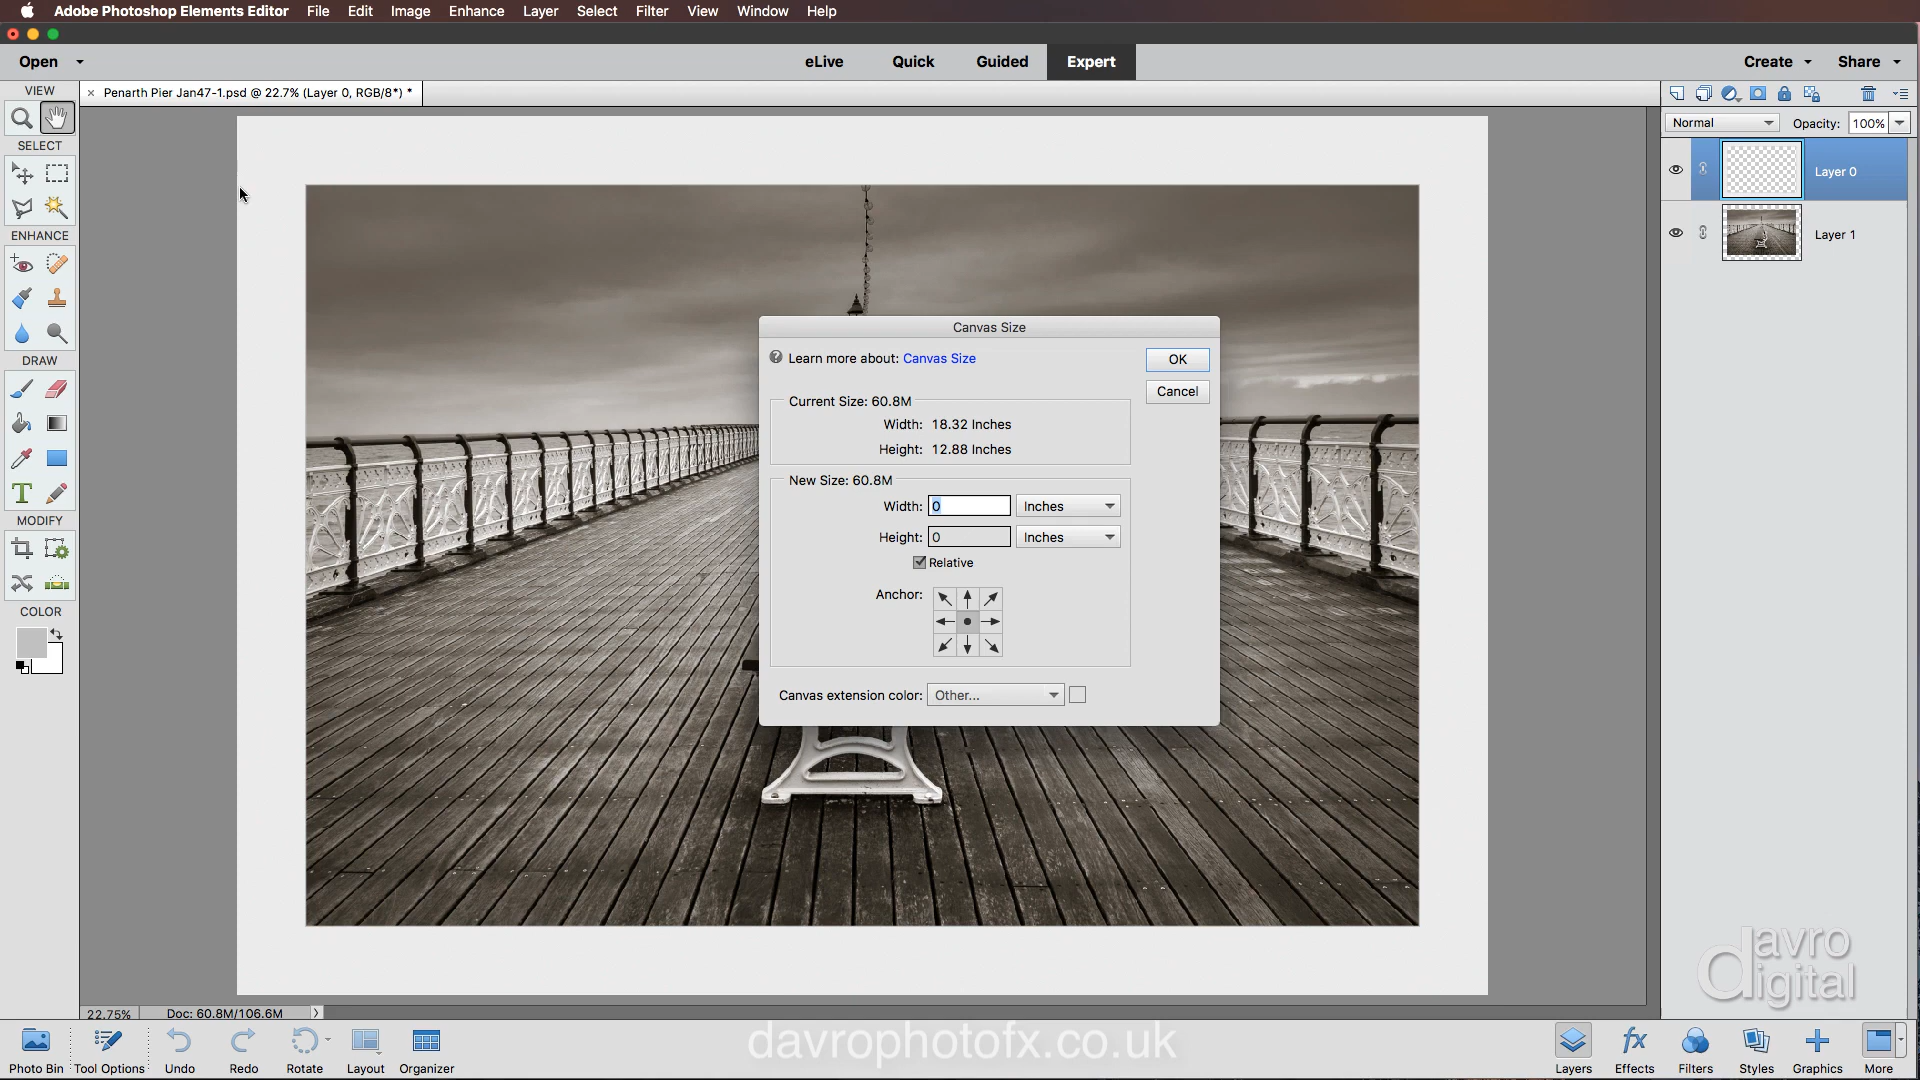 Adobe Photoshop Elements Editor File Edit Image Enhance Layer Select Filter View Window Help
Open eLive Quick Guided Expert Create Share
× Penarth Pier Jan47-1.psd @ 22.7% (Layer 0, RGB/8*) *
VIEW
SELECT
ENHANCE
DRAW
T
MODIFY
COLOR
Normal Opacity: 100%
Layer 0
Layer 1
Canvas Size
? Learn more about: Canvas Size
OK
Cancel
Current Size: 60.8M
Width: 18.32 Inches
Height: 12.88 Inches
New Size: 60.8M
Width: 0 Inches
Height: 0 Inches
Relative
Anchor:
Canvas extension color: Other...
davro
digital
22.75% Doc: 60.8M/106.6M
davrophotofx.co.uk
fx
Photo Bin Tool Options Undo Redo Rotate Layout Organizer Layers Effects Filters Styles Graphics More